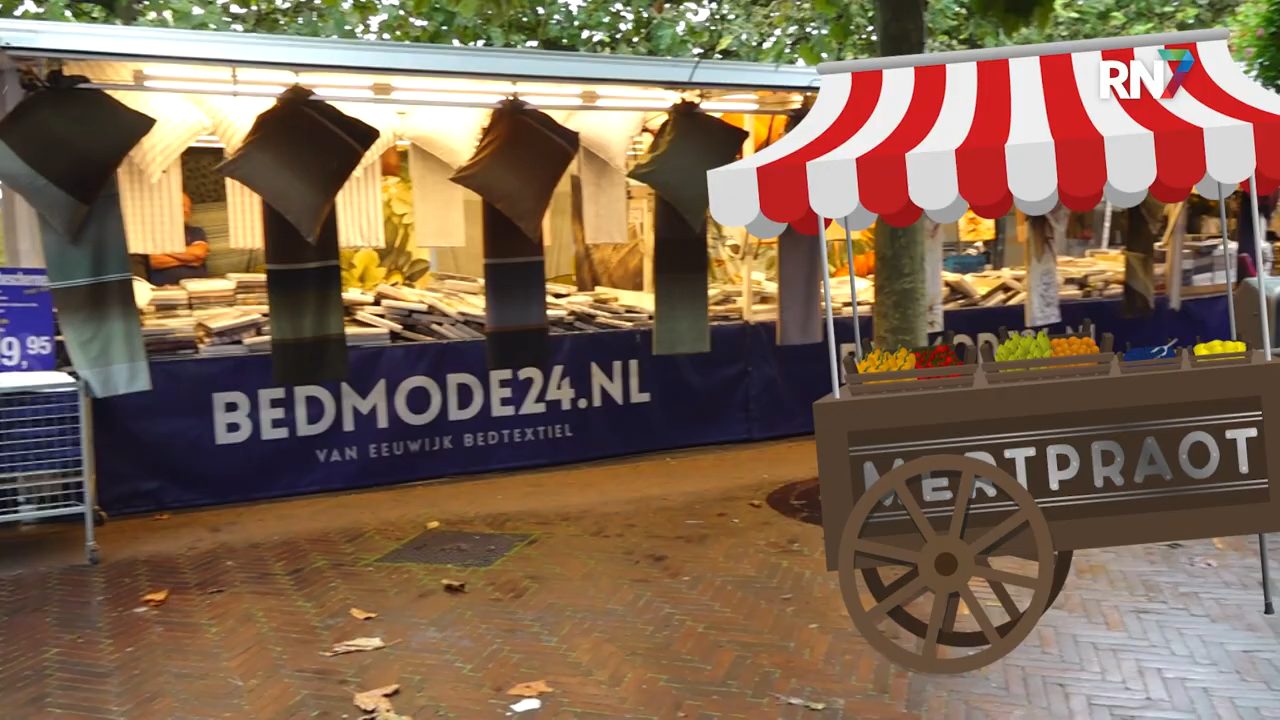 RN7
9,95
BEDMODE24.NL
VAN EEUWIJK BEDTEXTIEL
MERTPRAOT